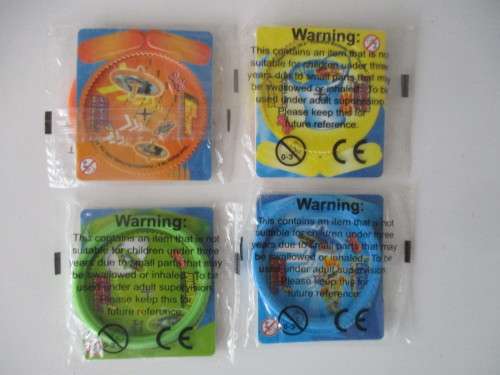 Warning:
This contains an item that is not
suitable for children under three
years due to small parts that may
be swallowed or inhaled. To be
used under adult supervision.
Please keep this for
future reference.
0-3 CE
Warning:
This contains an item that is not
suitable for children under three
years due to small parts that may
be swallowed or inhaled. To be
used under adult supervision.
Please keep this for
future reference.
CE
Warning:
This contains an item that is not
suitable for children under three
years due to small parts that may
be swallowed or inhaled. To be
used under adult supervision.
Please keep this for
future reference.
0-3 CE